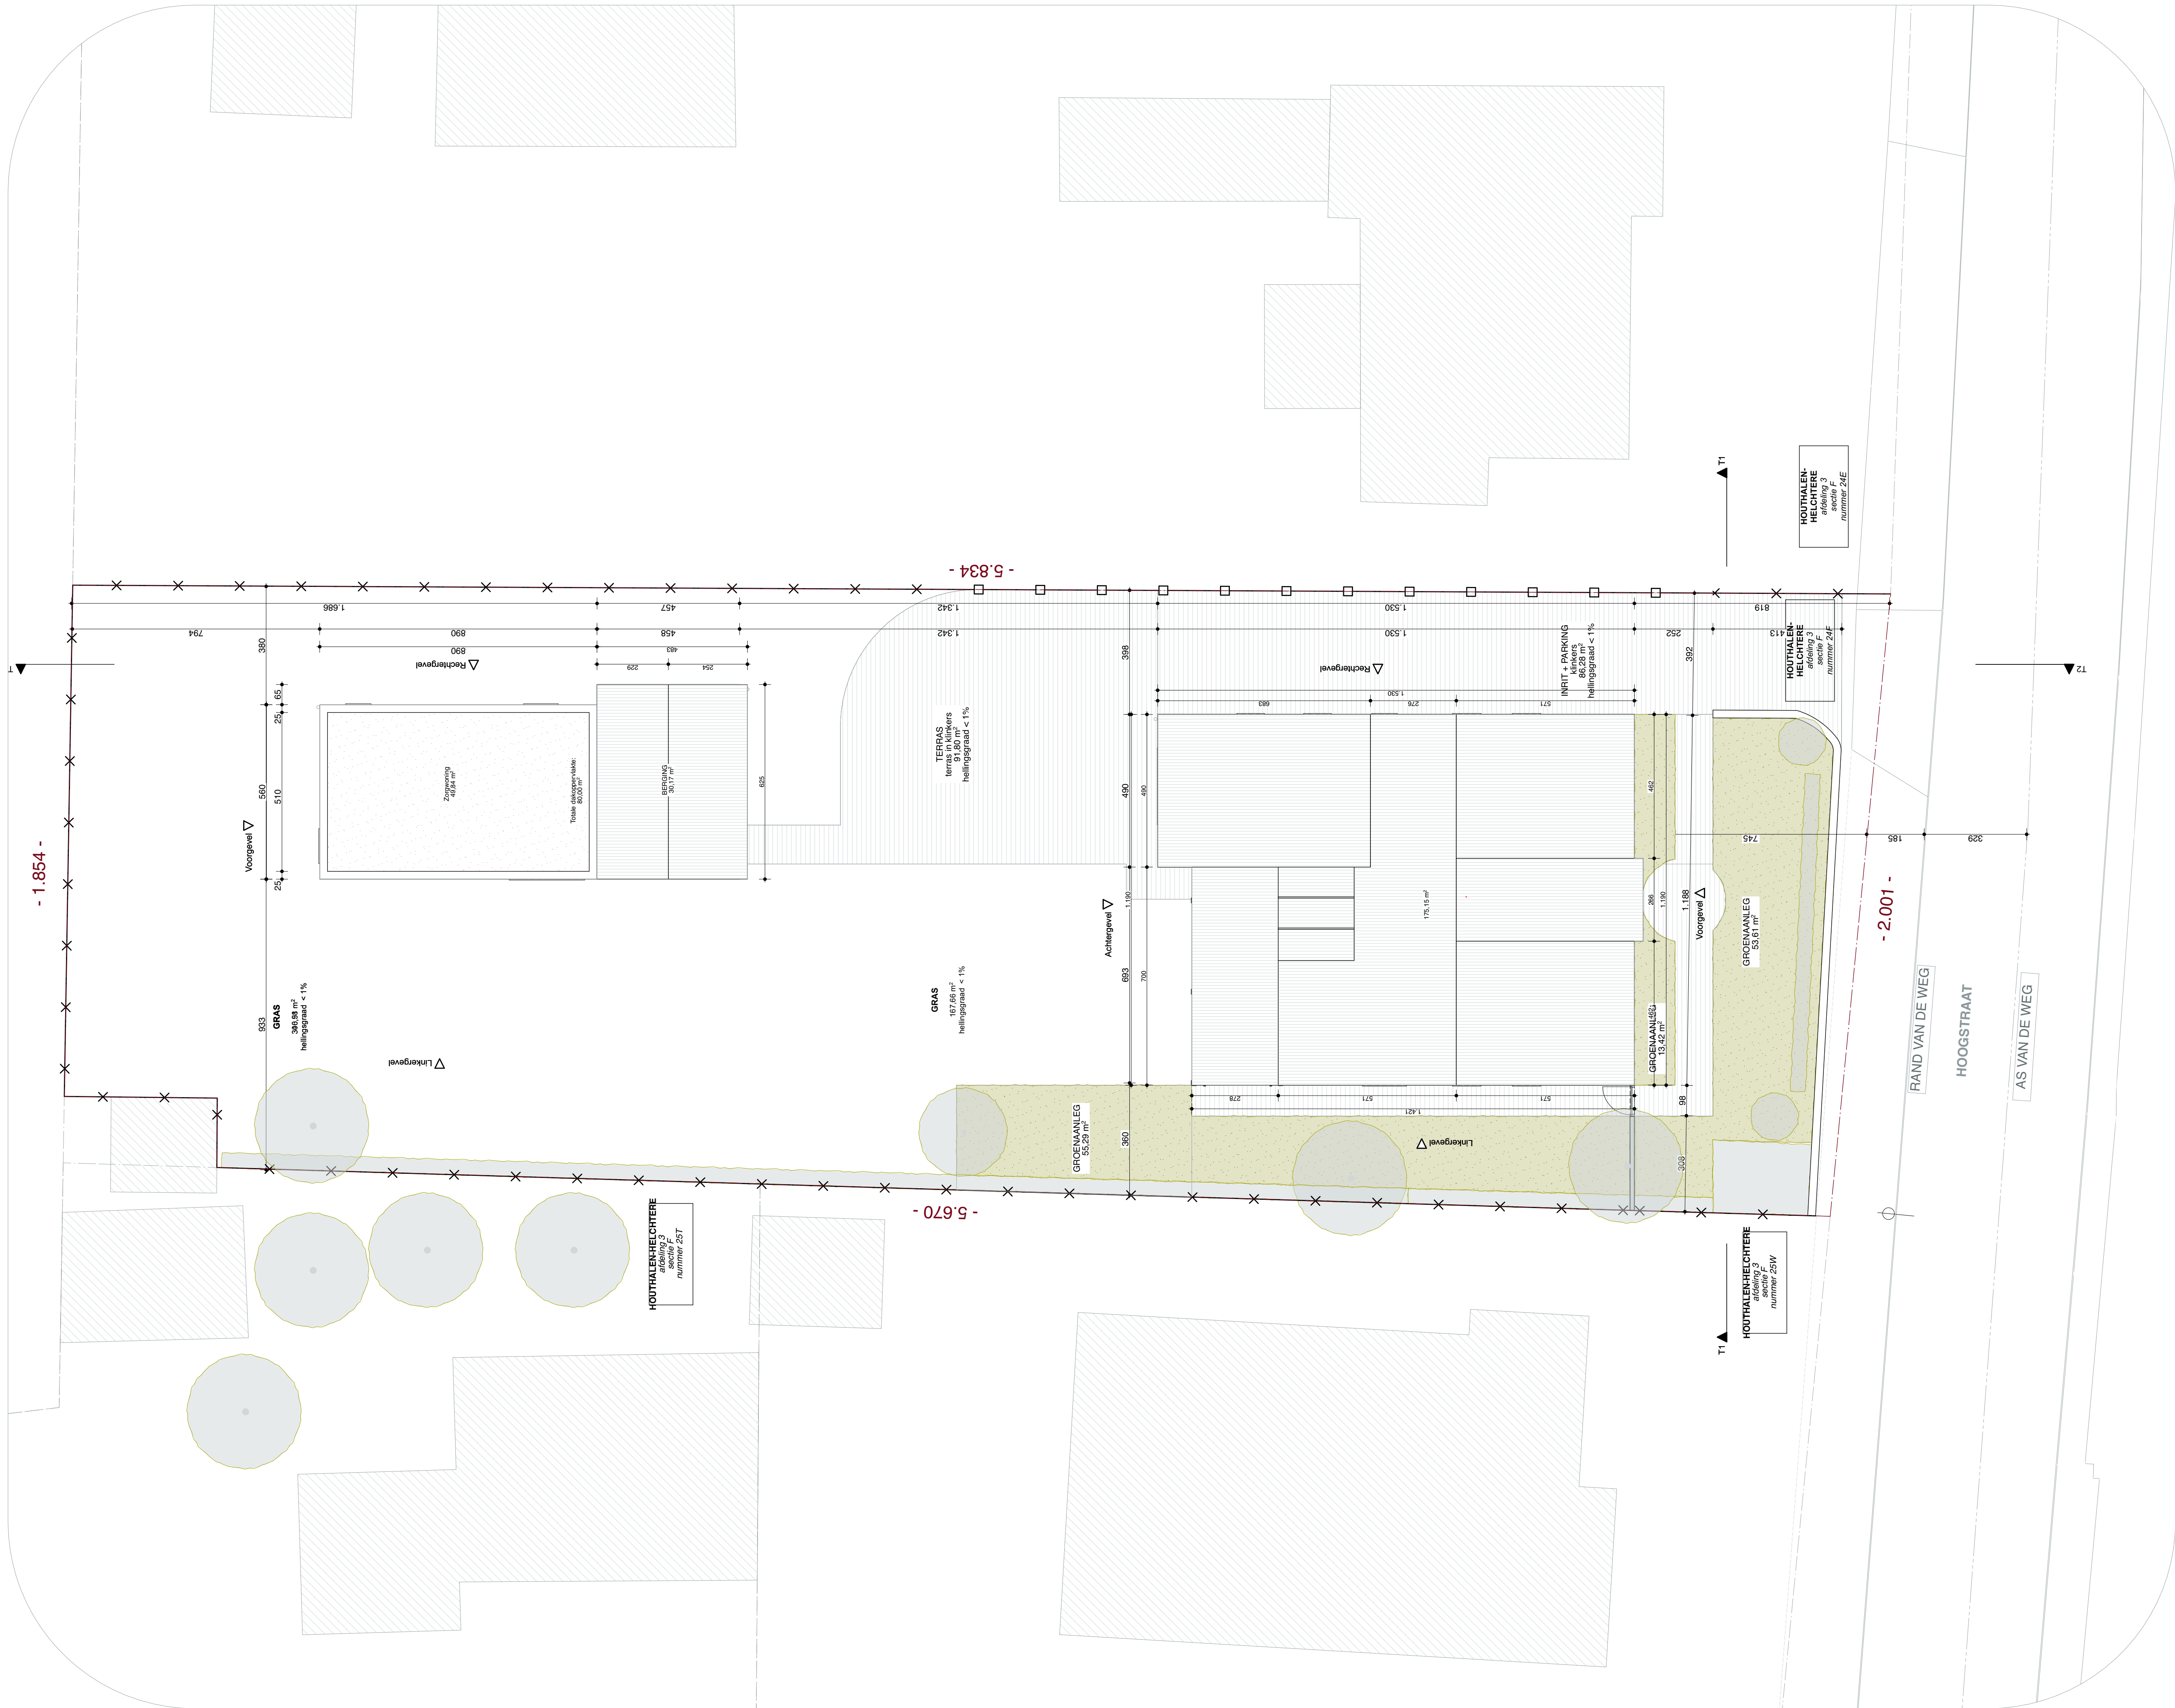 - 5.834 -
1.686
457
1.342
1.530
819
794
890
458
1.342
1.530
252
413
890
483
229
254
380
65
25
560
510
25
933
625
Rechtergevel
Voorgevel
Zorgwoning
49,84 m²
Totale dakoppervlakte:
80,00 m²
BERGING
30,17 m²
- 1.854 -
GRAS
hellingsgraad < 1%
Linkergevel
TERRAS
terras in klinkers
91,80 m²
hellingsgraad < 1%
GRAS
167,66 m²
hellingsgraad < 1%
Achtergevel
398
490
490
1.190
693
700
360
GROENAANLEG
55,29 m²
Rechtergevel
1.530
683
276
571
175,15 m²
INRIT + PARKING
klinkers
86,28 m²
hellingsgraad < 1%
392
462
266
1.190
462
1.188
98
308
GROENAANLEG
13,42 m²
Voorgevel
GROENAANLEG
53,61 m²
278
571
571
1.421
Linkergevel
745
185
329
- 2.001 -
- 5.670 -
RAND VAN DE WEG
HOOGSTRAAT
AS VAN DE WEG
T1
T1
T2
T
HOUTHALEN-
HELCHTERE
afdeling 3
sectie F
nummer 24E
HOUTHALEN-
HELCHTERE
afdeling 3
sectie F
nummer 24F
HOUTHALEN-HELCHTERE
afdeling 3
sectie F
nummer 25T
HOUTHALEN-HELCHTERE
afdeling 3
sectie F
nummer 25W